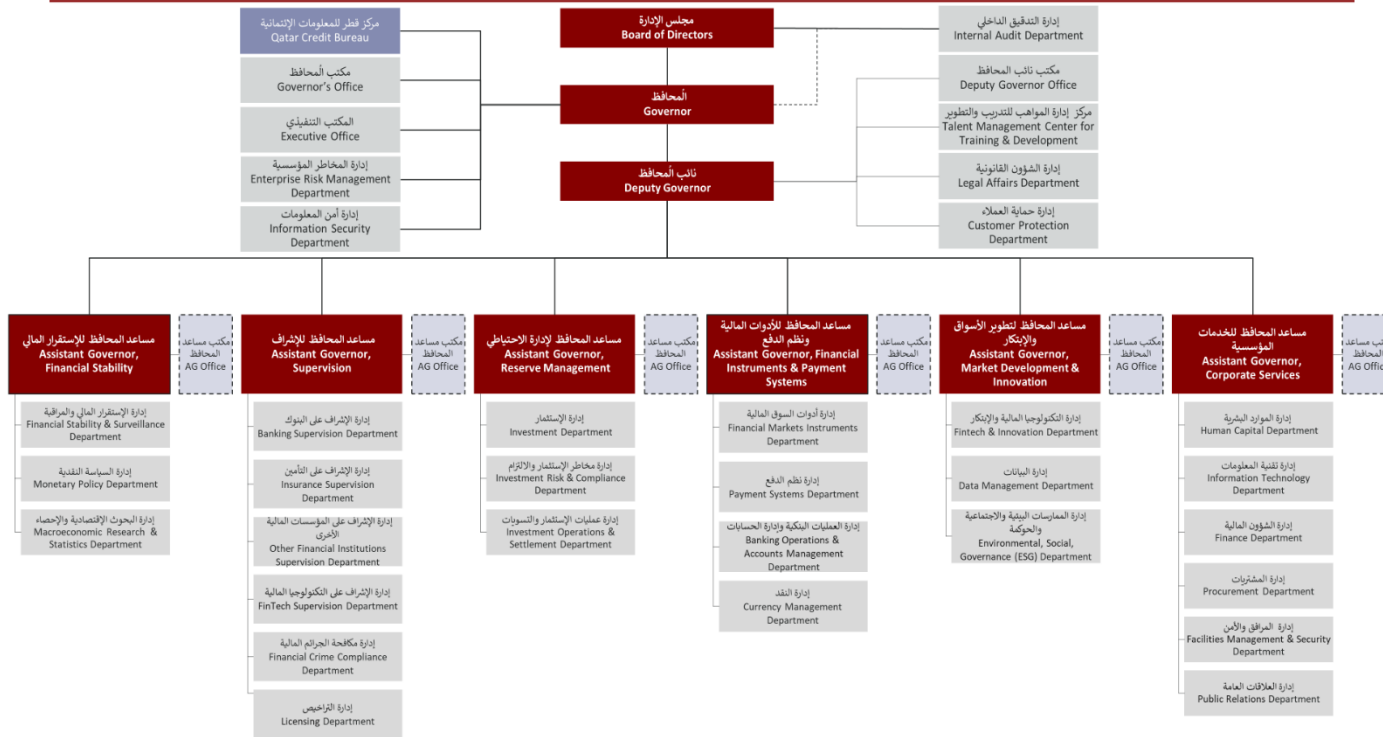 مركز قطر للمعلومات الإئتمانية
Qatar Credit Bureau
مجلس الإدارة
Board of Directors
إدارة التدقيق الداخلي
Internal Audit Department
مكتب المحافظ
Governor's Office
المحافظ
Governor
مكتب نائب المحافظ
Deputy Governor Office
المكتب التنفيذي
Executive Office
مركز إدارة المواهب للتدريب والتطوير
Talent Management Center for
Training & Development
إدارة المخاطر المؤسسية
Enterprise Risk Management
Department
نائب المحافظ
Deputy Governor
إدارة الشؤون القانونية
Legal Affairs Department
إدارة أمن المعلومات
Information Security
Department
إدارة حماية العملاء
Customer Protection
Department
مساعد المحافظ للإستقرار المالي
Assistant Governor,
Financial Stability
مكتب مساعد
المحافظ
AG Office
مساعد المحافظ للإشراف
Assistant Governor,
Supervision
مكتب مساعد
المحافظ
AG Office
مساعد المحافظ لإدارة الاحتياطي
Assistant Governor,
Reserve Management
مكتب مساعد
المحافظ
AG Office
مساعد المحافظ للأدوات المالية
ونظم الدفع
Assistant Governor, Financial
Instruments & Payment
Systems
مكتب مساعد
المحافظ
AG Office
مساعد المحافظ لتطوير الأسواق
والإبتكار
Assistant Governor,
Market Development &
Innovation
مكتب مساعد
المحافظ
AG Office
مساعد المحافظ للخدمات
المؤسسية
Assistant Governor,
Corporate Services
مكتب مساعد
المحافظ
AG Office
إدارة الإستقرار المالي والمراقبة
Financial Stability & Surveillance
Department
إدارة السياسة النقدية
Monetary Policy Department
إدارة البحوث الإقتصادية والإحصاء
Macroeconomic Research &
Statistics Department
إدارة الإشراف على البنوك
Banking Supervision Department
إدارة الإشراف على التأمين
Insurance Supervision
Department
إدارة الإشراف على المؤسسات المالية
الأخرى
Other Financial Institutions
Supervision Department
إدارة الإشراف على التكنولوجيا المالية
FinTech Supervision Department
إدارة مكافحة الجرائم المالية
Financial Crime Compliance
Department
إدارة التراخيص
Licensing Department
إدارة الإستثمار
Investment Department
إدارة مخاطر الإستثمار والالتزام
Investment Risk & Compliance
Department
إدارة عمليات الإستثمار والتسويات
Investment Operations &
Settlement Department
إدارة أدوات السوق المالية
Financial Markets Instruments
Department
إدارة نظم الدفع
Payment Systems Department
إدارة العمليات البنكية وإدارة الحسابات
Banking Operations &
Accounts Management
Department
إدارة النقد
Currency Management
Department
إدارة التكنولوجيا المالية والإبتكار
Fintech & Innovation Department
إدارة البيانات
Data Management Department
إدارة الممارسات البيئية والاجتماعية
والحوكمة
Environmental, Social,
Governance (ESG) Department
إدارة الموارد البشرية
Human Capital Department
إدارة تقنية المعلومات
Information Technology
Department
إدارة الشؤون المالية
Finance Department
إدارة المشتريات
Procurement Department
إدارة المرافق والأمن
Facilities Management & Security
Department
إدارة العلاقات العامة
Public Relations Department